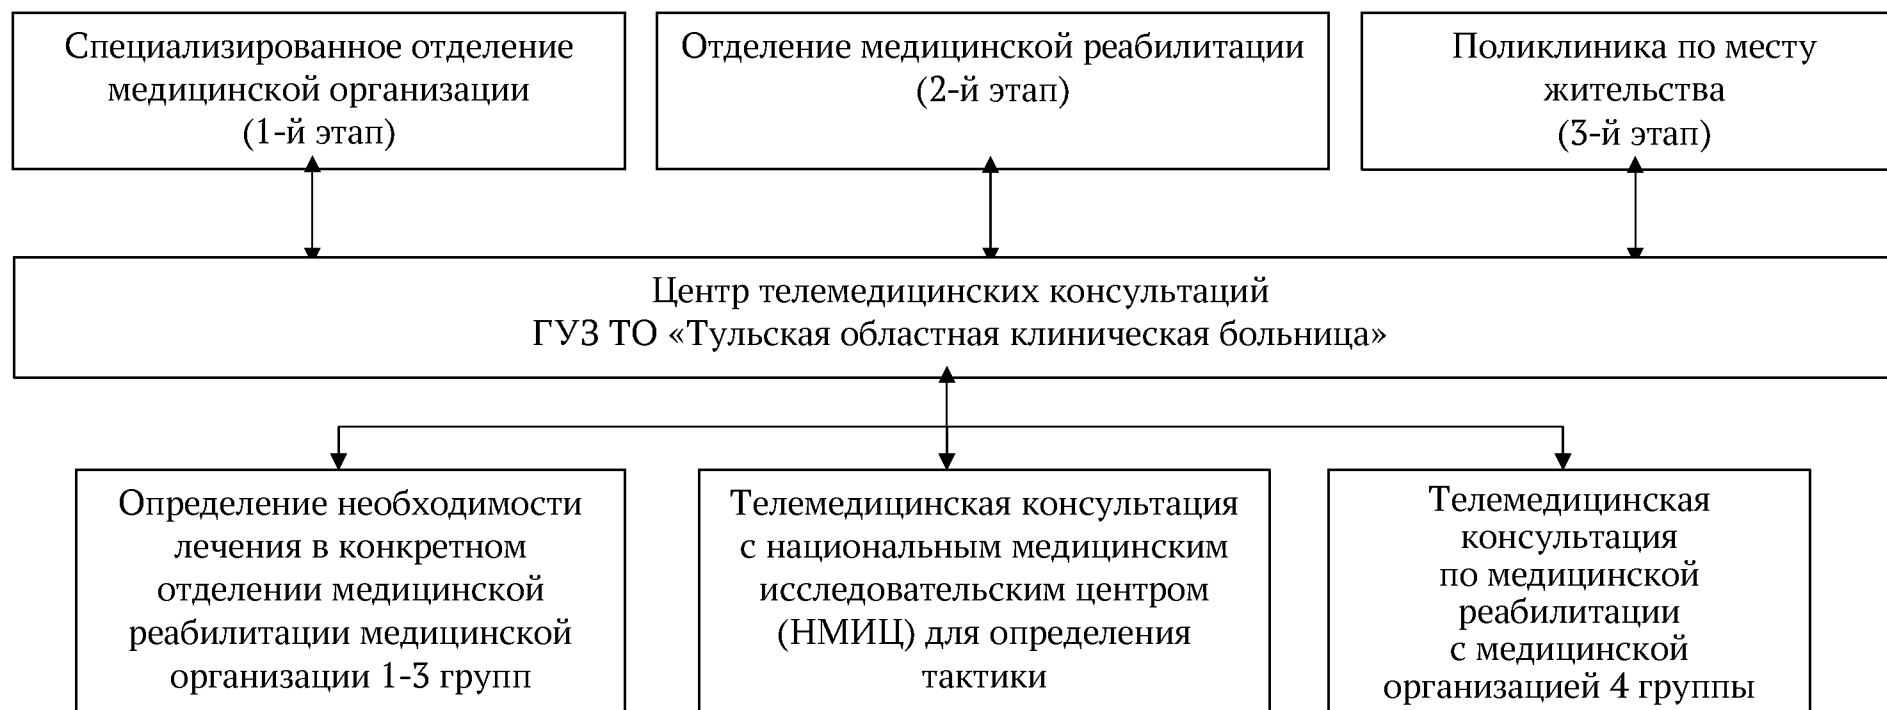 Специализированное отделение
медицинской организации
(1-й этап)
Отделение медицинской реабилитации
(2-й этап)
Поликлиника по месту
жительства
(3-й этап)
Центр телемедицинских консультаций
ГУЗ ТО «Тульская областная клиническая больница»
Определение необходимости
лечения в конкретном
отделении медицинской
реабилитации медицинской
организации 1-3 групп
Телемедицинская консультация
с национальным медицинским
исследовательским центром
(НМИЦ) для определения
тактики
Телемедицинская
консультация
по медицинской
реабилитации
с медицинской
организацией 4 группы